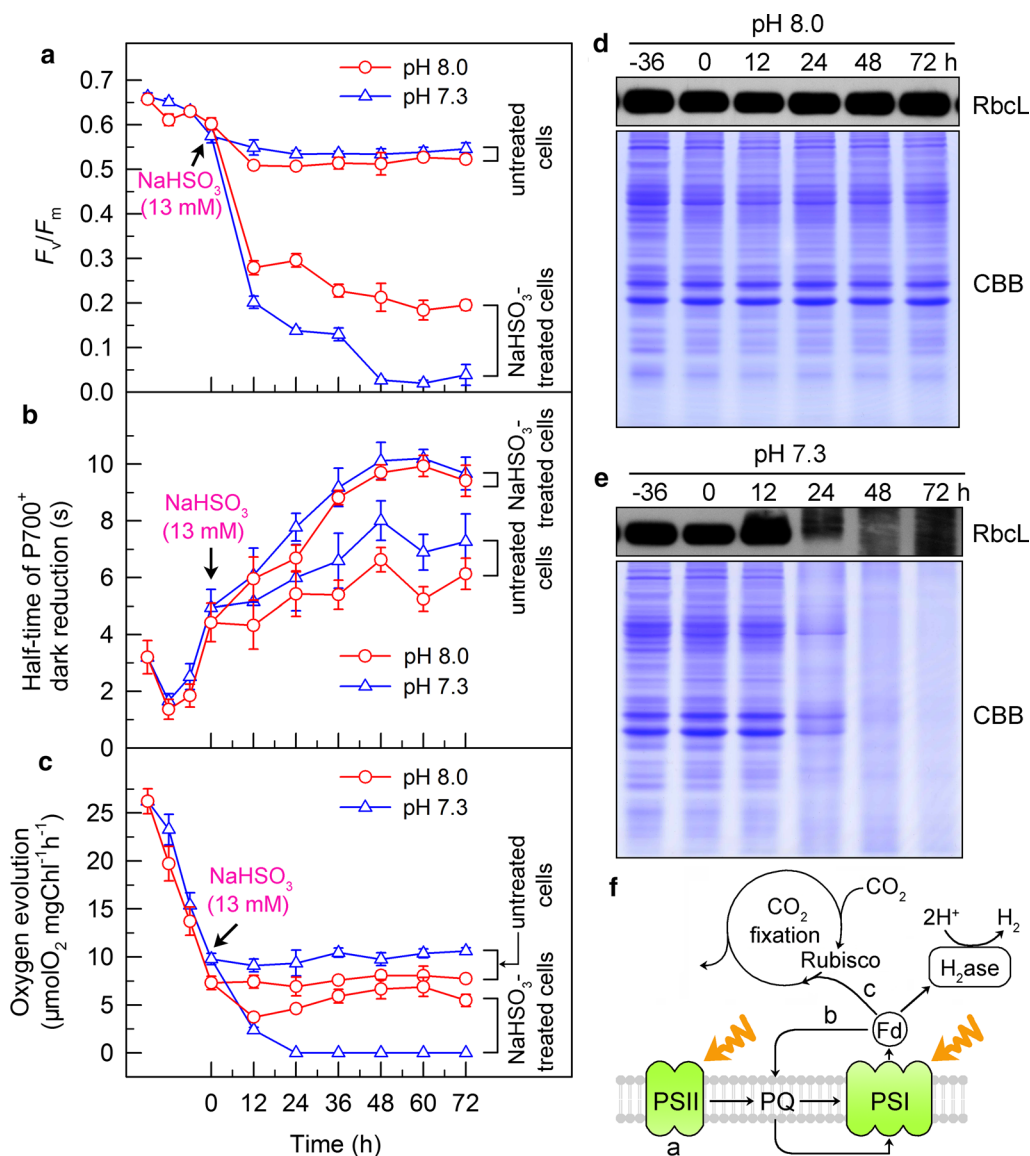 a
pH 8.0
pH 7.3
0.7
0.6
0.5
0.4
0.3
0.2
0.1
0.0
Fv/Fm
NaHSO3
(13 mM)
untreated
cells
NaHSO3-
treated cells
b
10
8
6
4
2
0
Half-time of P700+
dark reduction (s)
NaHSO3
(13 mM)
NaHSO3-
treated cells
untreated
cells
pH 8.0
pH 7.3
c
25
20
15
10
5
0
Oxygen evolution
(μmolO2 mgChl-1h-1)
pH 8.0
pH 7.3
NaHSO3
(13 mM)
untreated
cells
NaHSO3-
treated cells
0 12 24 36 48 60 72
Time (h)
d
pH 8.0
-36 0 12 24 48 72 h
RbcL
CBB
e
pH 7.3
-36 0 12 24 48 72 h
RbcL
CBB
f
CO2
fixation
CO2
Rubisco
2H+
H2
H2ase
c
b
Fd
PSII
PQ
PSI
a